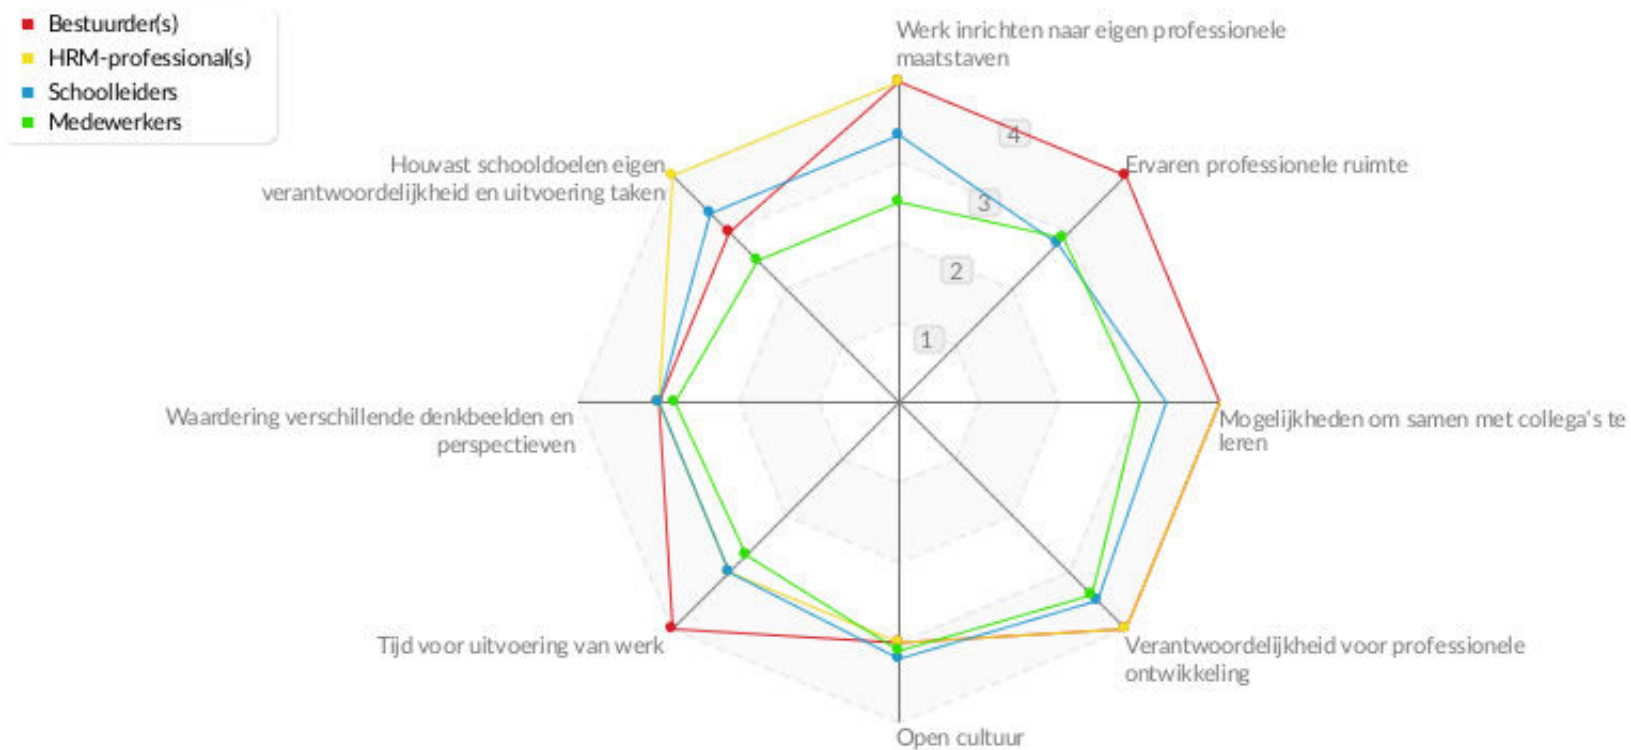 Bestuurder(s)
HRM-professional(s)
Schoolleiders
Medewerkers
Werk inrichten naar eigen professionele
maatstaven
4
Houvast schooldoelen eigen
verantwoordelijkheid en uitvoering taken
Ervaren professionele ruimte
3
2
1
Waardering verschillende denkbeelden en
perspectieven
Mogelijkheden om samen met collega's te
leren
Tijd voor uitvoering van werk
Verantwoordelijkheid voor professionele
ontwikkeling
Open cultuur